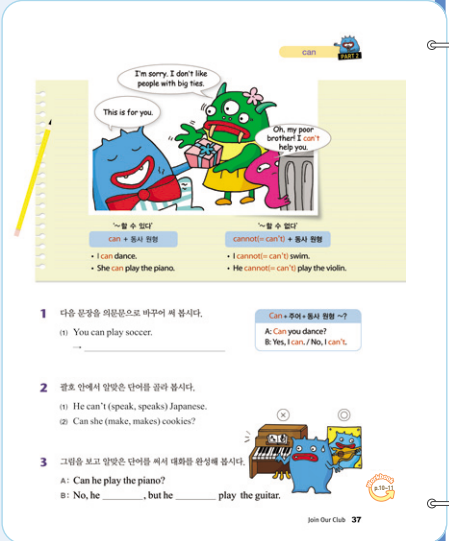 can
PART 2
I'm sorry. I don't like
people with big ties.
This is for you.
Oh, my poor
brother! I can't
help you.
'~할 수 있다'
can + 동사 원형
• I can dance.
• She can play the piano.
'~할 수 없다'
cannot(= can't) + 동사 원형
• I cannot(= can't) swim.
• He cannot(= can't) play the violin.
1 다음 문장을 의문문으로 바꾸어 써 봅시다.
(1) You can play soccer.
→ ____________
Can + 주어 + 동사 원형 ~?
A: Can you dance?
B: Yes, I can. / No, I can't.
2 괄호 안에서 알맞은 단어를 골라 봅시다.
(1) He can't (speak, speaks) Japanese.
(2) Can she (make, makes) cookies?
3 그림을 보고 알맞은 단어를 써서 대화를 완성해 봅시다.
A: Can he play the piano?
B: No, he ________, but he ________ play the guitar.
Workbook
p.10~11
Join Our Club 37